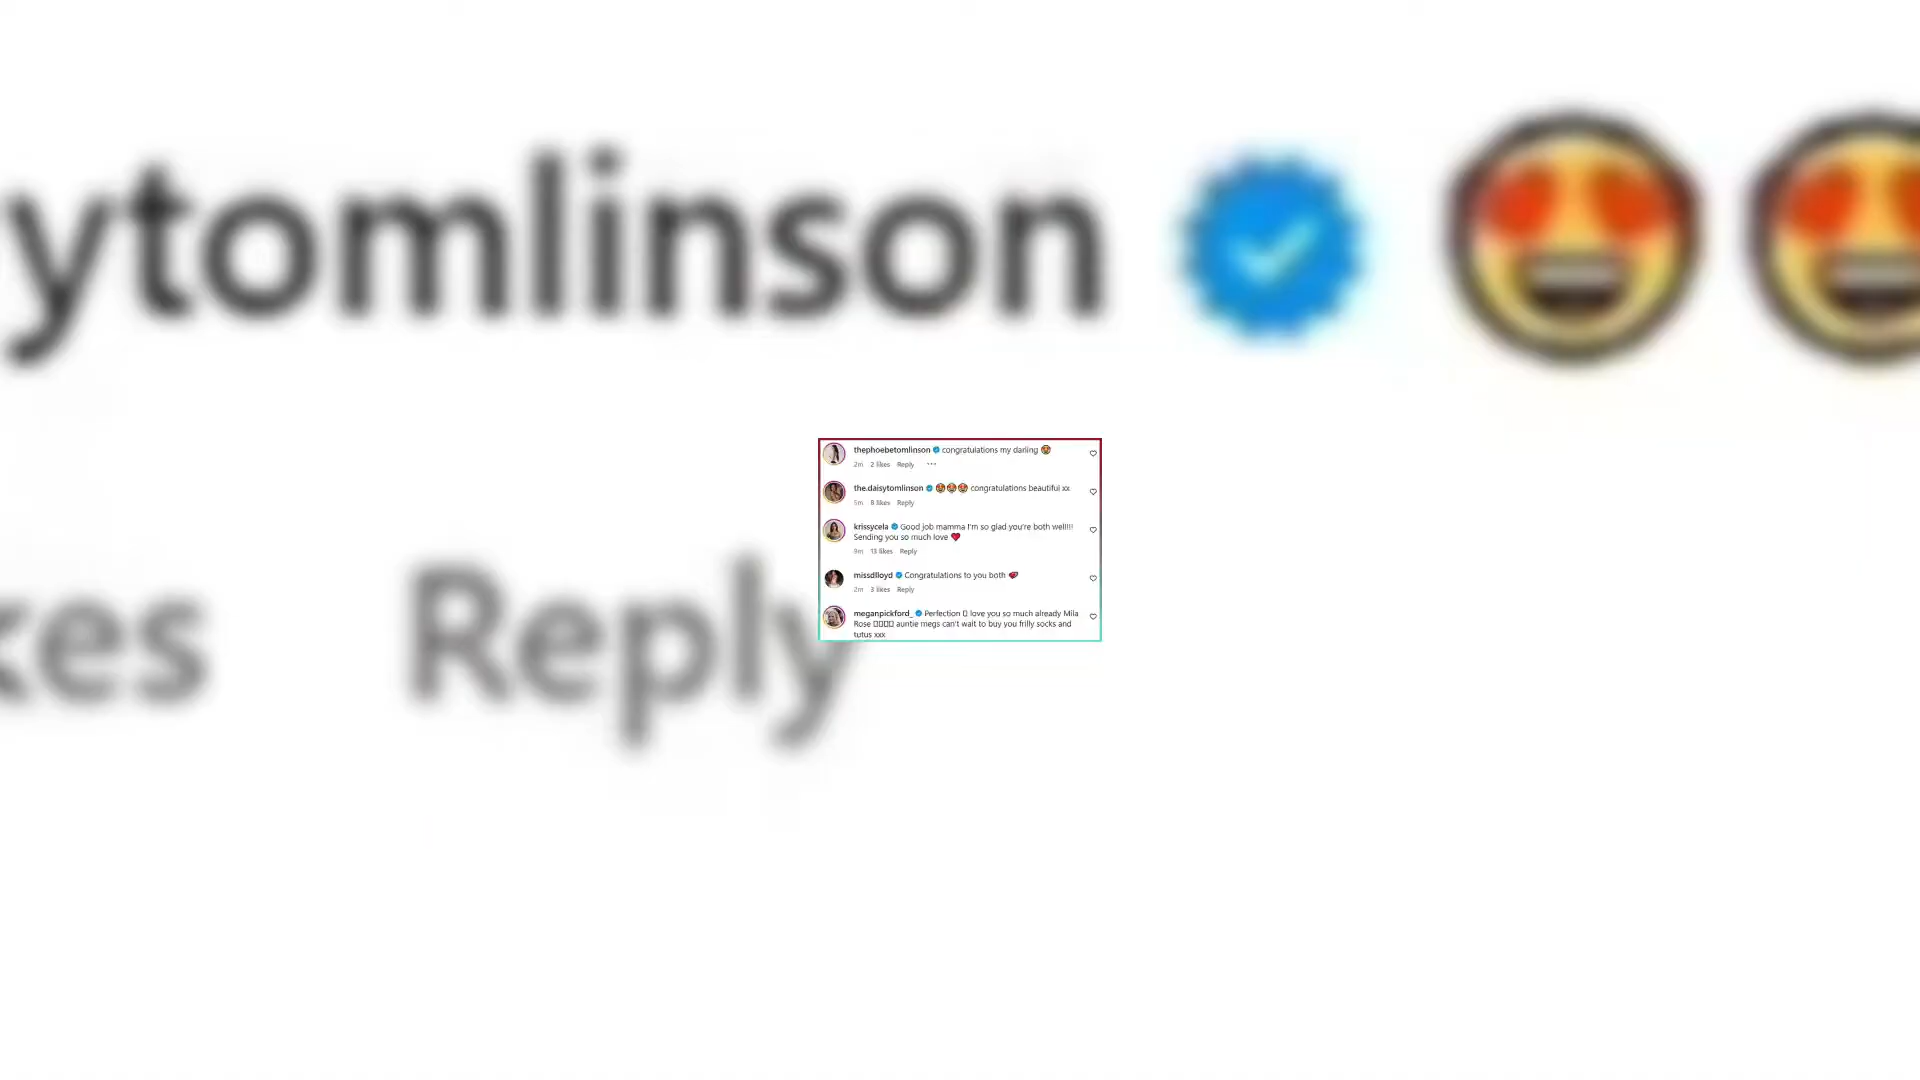 ytomlinson
kes Reply
thephoebetomlinson congratulations my darling 😍
2m 2 likes Reply ...
the.daisytomlinson 😍😍😍 congratulations beautiful xx
5m 8 likes Reply
krissycela Good job mamma I'm so glad you're both well!!!
Sending you so much love ❤️
9m 13 likes Reply
missdlloyd Congratulations to you both 💕
2m 3 likes Reply
meganpickford_ Perfection love you so much already Mila
Rose auntie megs can't wait to buy you frilly socks and
tutus xxx